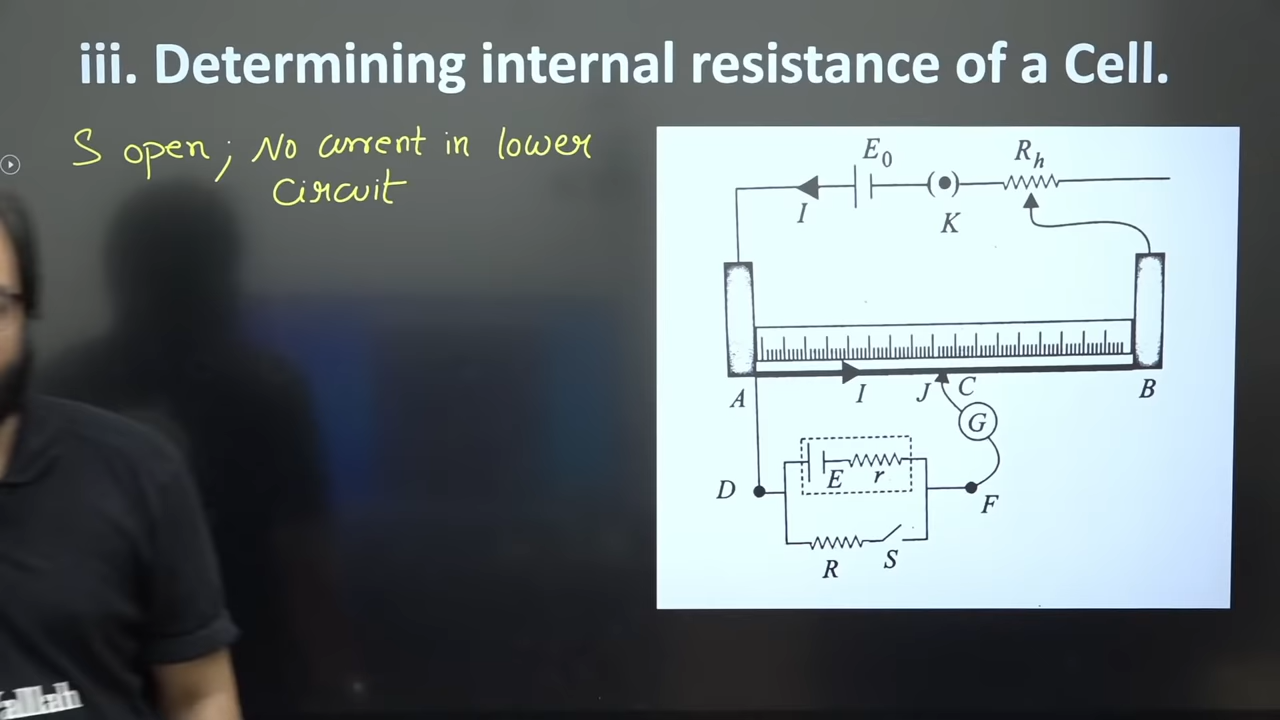 iii. Determining internal resistance of a Cell.
S open; No current in lower
circuit
E0
Rh
I
K
A
I
J
C
B
G
D
E
r
F
R
S